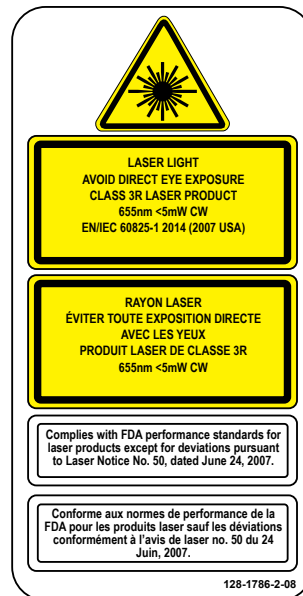 LASER LIGHT
AVOID DIRECT EYE EXPOSURE
CLASS 3R LASER PRODUCT
655nm <5mW CW
EN/IEC 60825-1 2014 (2007 USA)
RAYON LASER
ÉVITER TOUTE EXPOSITION DIRECTE
AVEC LES YEUX
PRODUIT LASER DE CLASSE 3R
655nm <5mW CW
Complies with FDA performance standards for
laser products except for deviations pursuant
to Laser Notice No. 50, dated June 24, 2007.
Conforme aux normes de performance de la
FDA pour les produits laser sauf les déviations
conformément à l'avis de laser no. 50 du 24
Juin, 2007.
128-1786-2-08